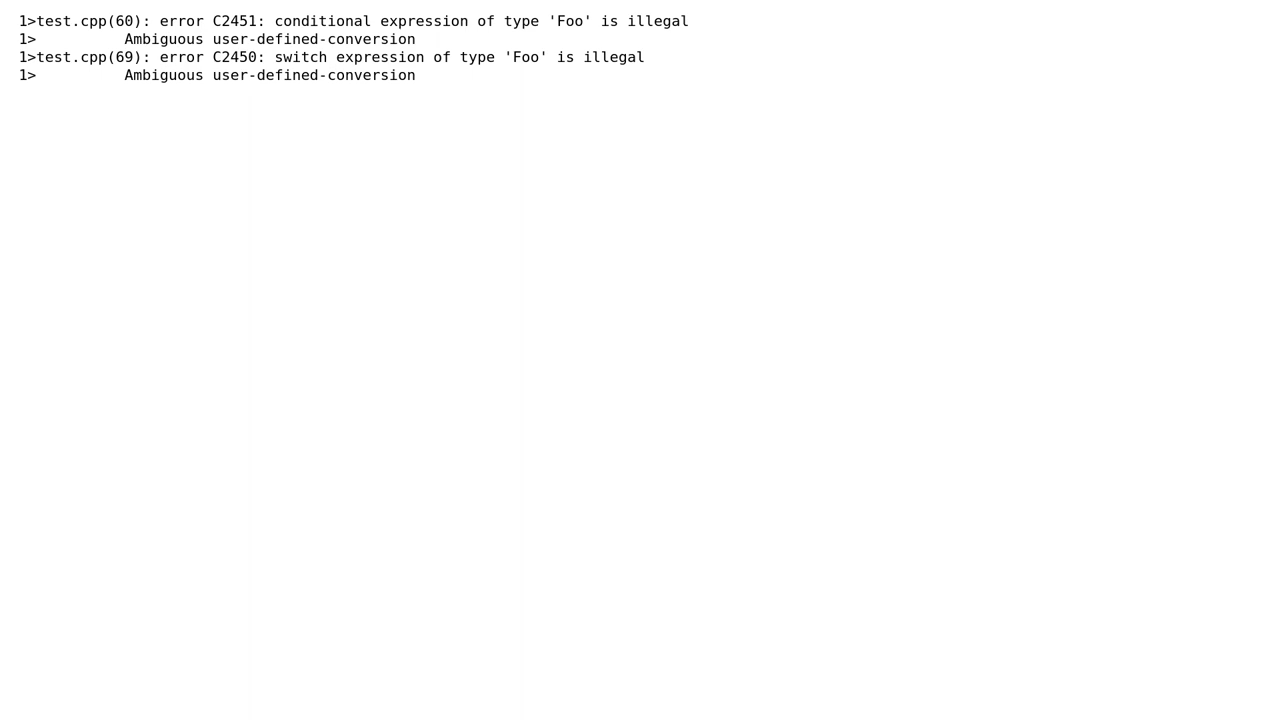 1>test.cpp(60): error C2451: conditional expression of type 'Foo' is illegal
1>          Ambiguous user-defined-conversion
1>test.cpp(69): error C2450: switch expression of type 'Foo' is illegal
1>          Ambiguous user-defined-conversion